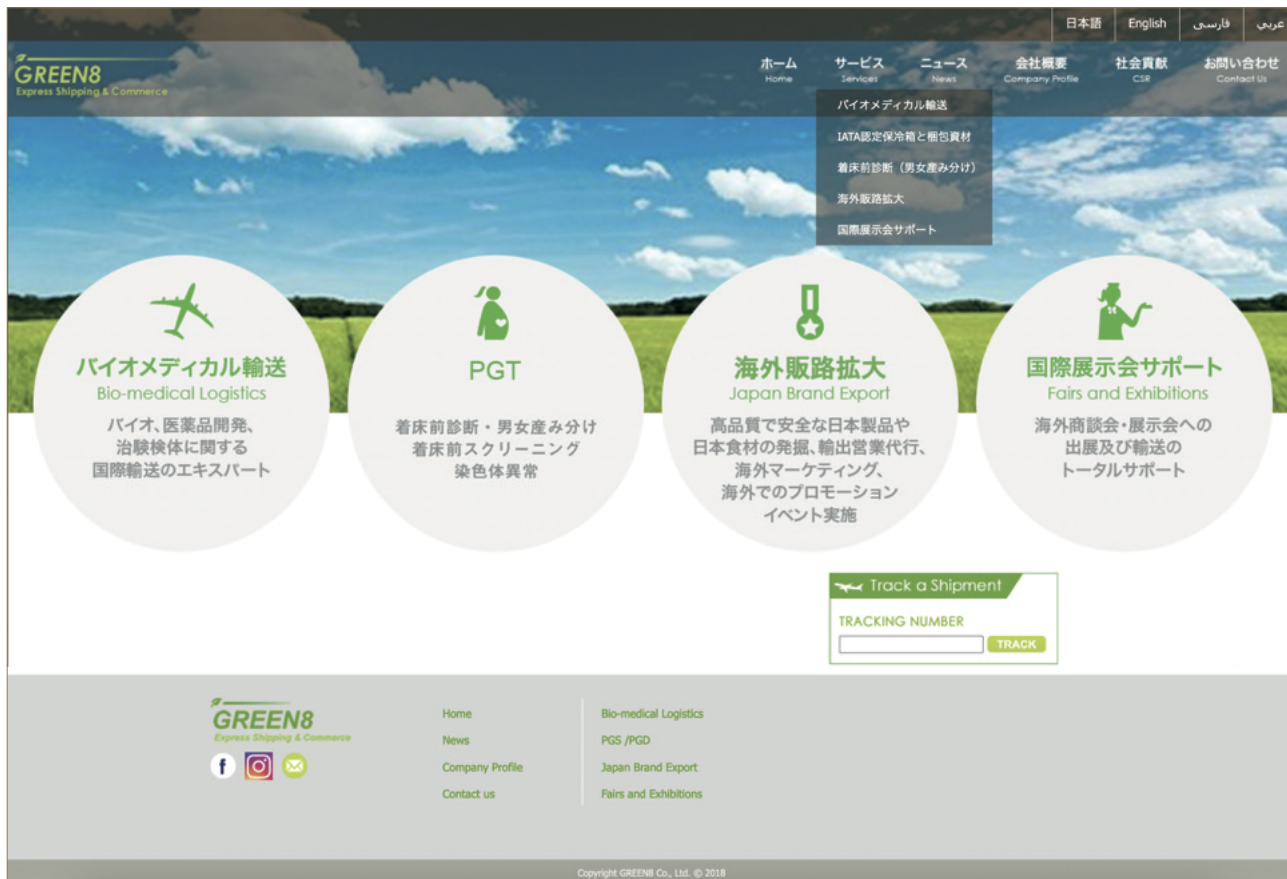 日本語
English
فارسی
عربي
GREEN8
Express Shipping & Commerce
ホーム
Home
サービス
Services
ニュース
News
会社概要
Company Profile
社会貢献
CSR
お問い合わせ
Contact Us
バイオメディカル輸送
IATA認定保冷箱と梱包資材
着床前診断（男女産み分け）
海外販路拡大
国際展示会サポート
バイオメディカル輸送
Bio-medical Logistics
バイオ、医薬品開発、
治験検体に関する
国際輸送のエキスパート
PGT
着床前診断・男女産み分け
着床前スクリーニング
染色体異常
海外販路拡大
Japan Brand Export
高品質で安全な日本製品や
日本食材の発掘、輸出営業代行、
海外マーケティング、
海外でのプロモーション
イベント実施
国際展示会サポート
Fairs and Exhibitions
海外商談会・展示会への
出展及び輸送の
トータルサポート
Track a Shipment
TRACKING NUMBER
TRACK
GREEN8
Express Shipping & Commerce
Home
News
Company Profile
Contact us
Bio-medical Logistics
PGS /PGD
Japan Brand Export
Fairs and Exhibitions
Copyright GREEN8 Co., Ltd. © 2018